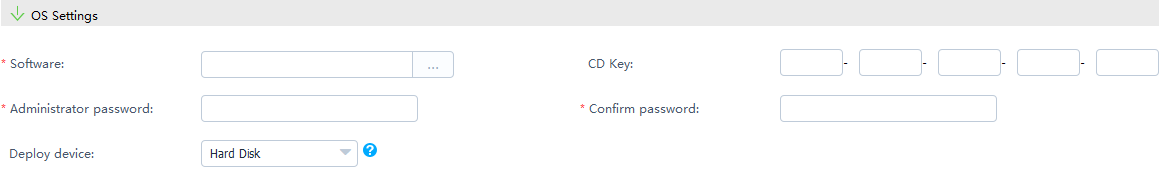 OS Settings
* Software: ... CD Key: - - - -
* Administrator password: * Confirm password:
Deploy device: Hard Disk ?